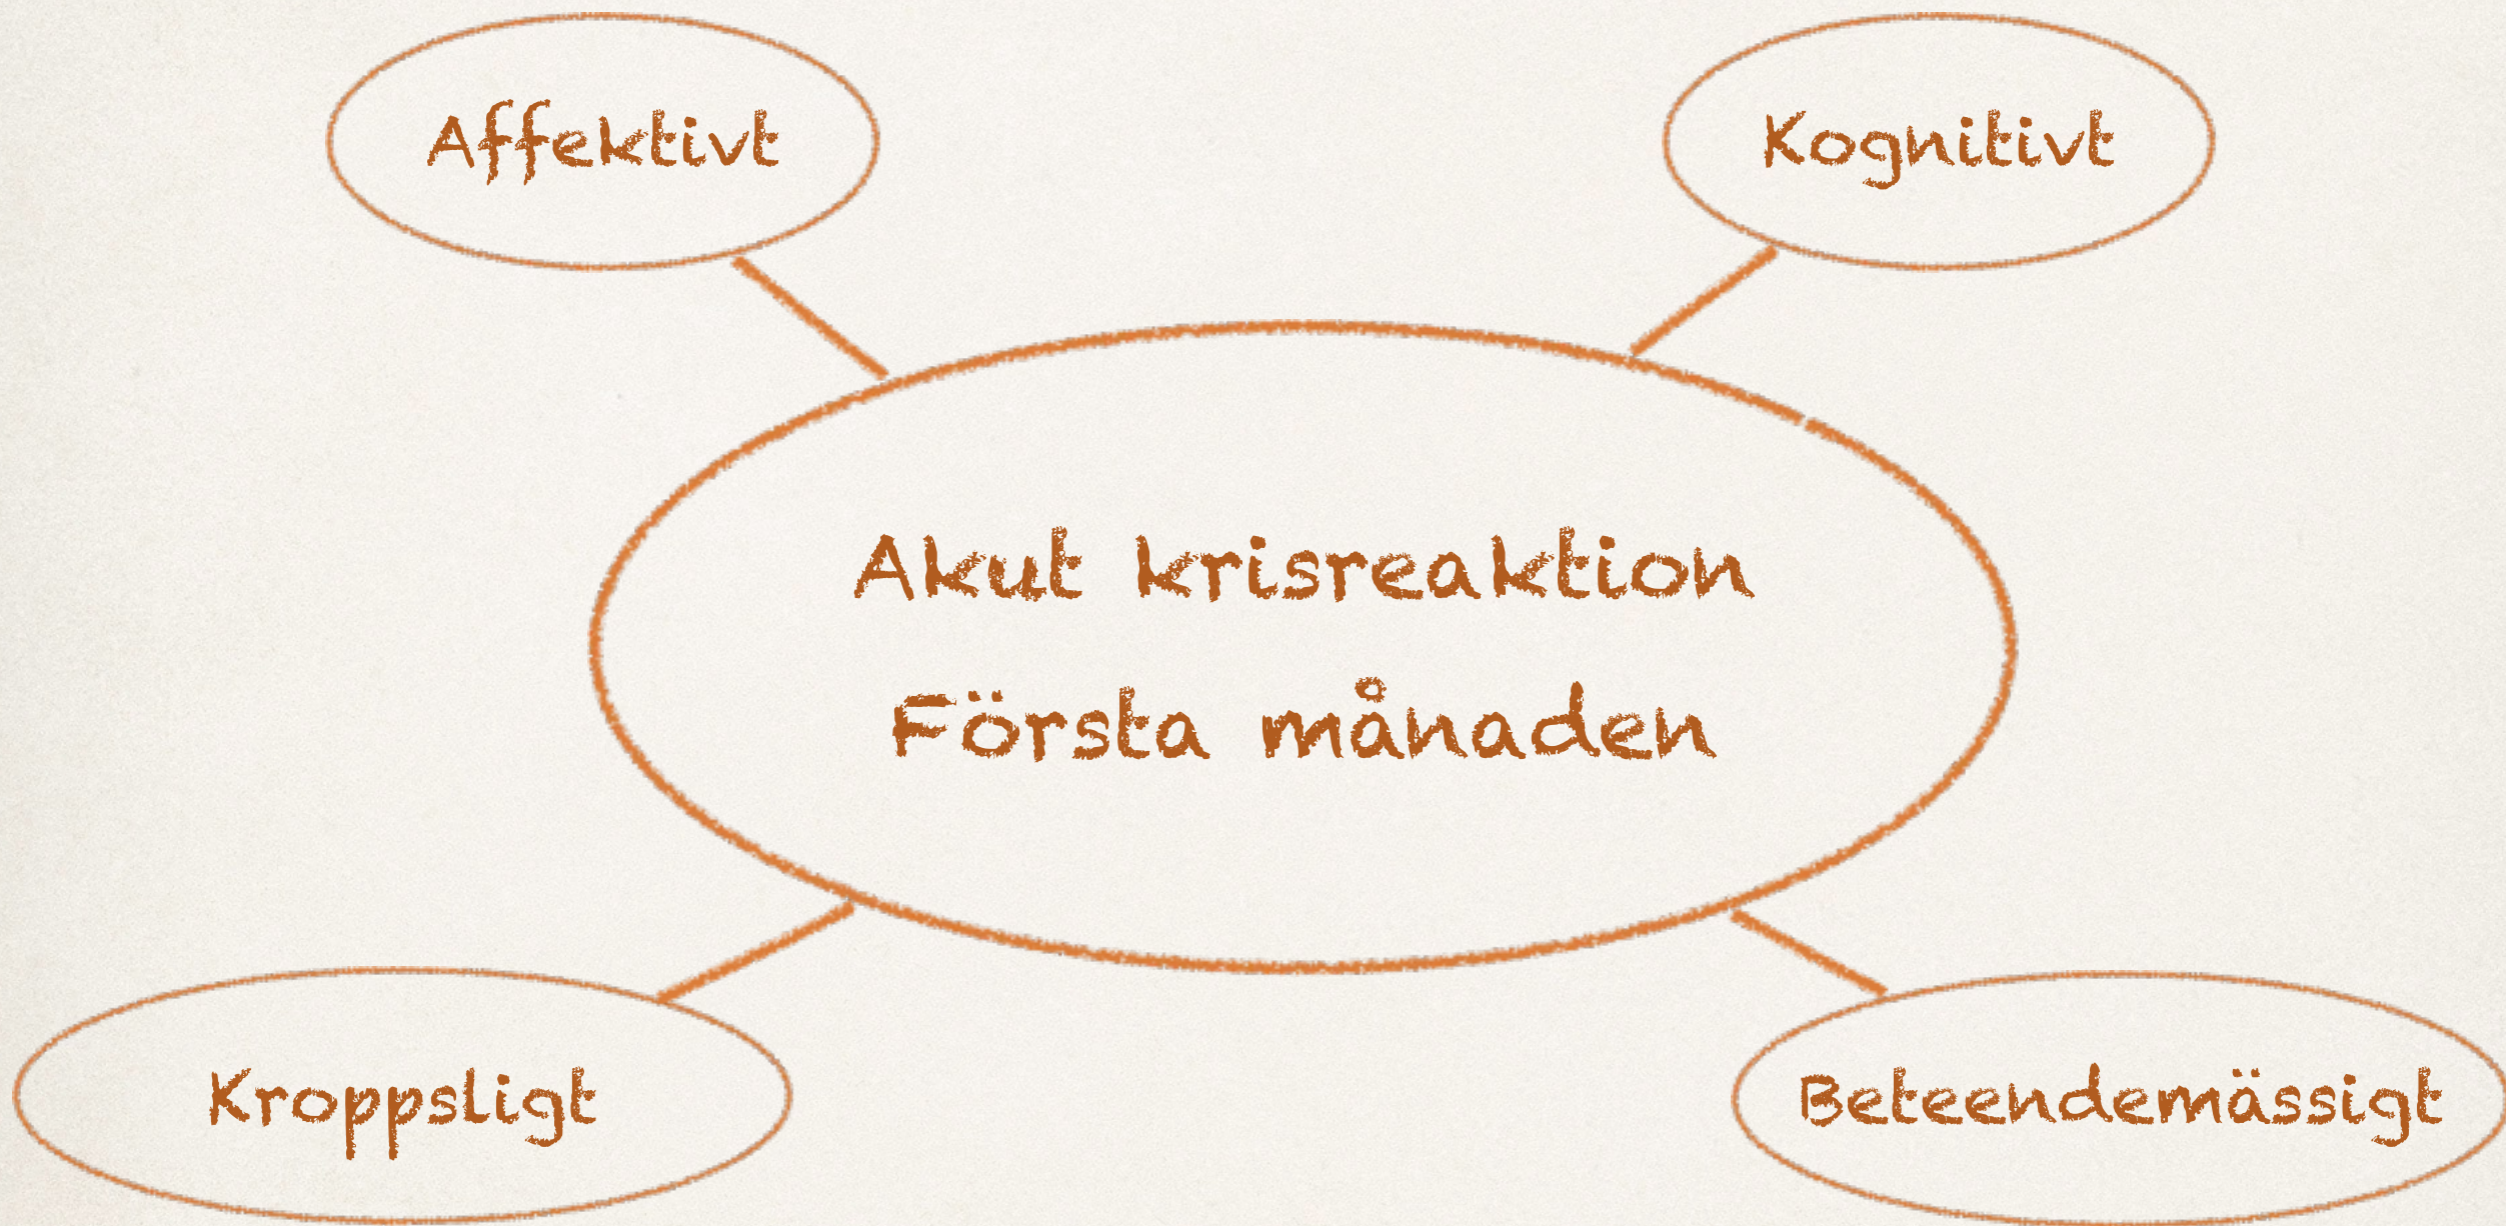 Affektivt
Kognitivt
Akut krisreaktion
Första månaden
Kroppsligt
Beteendemässigt